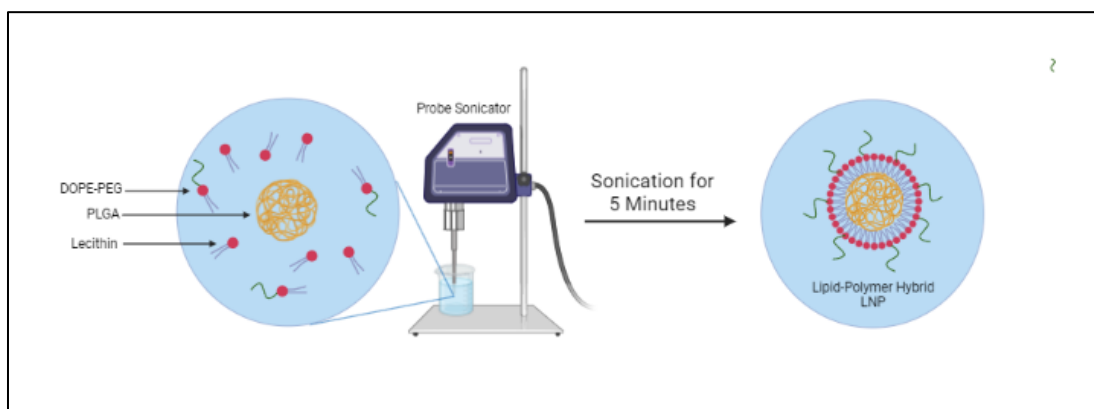 Probe Sonicator
DOPE-PEG
PLGA
Lecithin
Sonication for
5 Minutes
Lipid-Polymer Hybrid
LNP